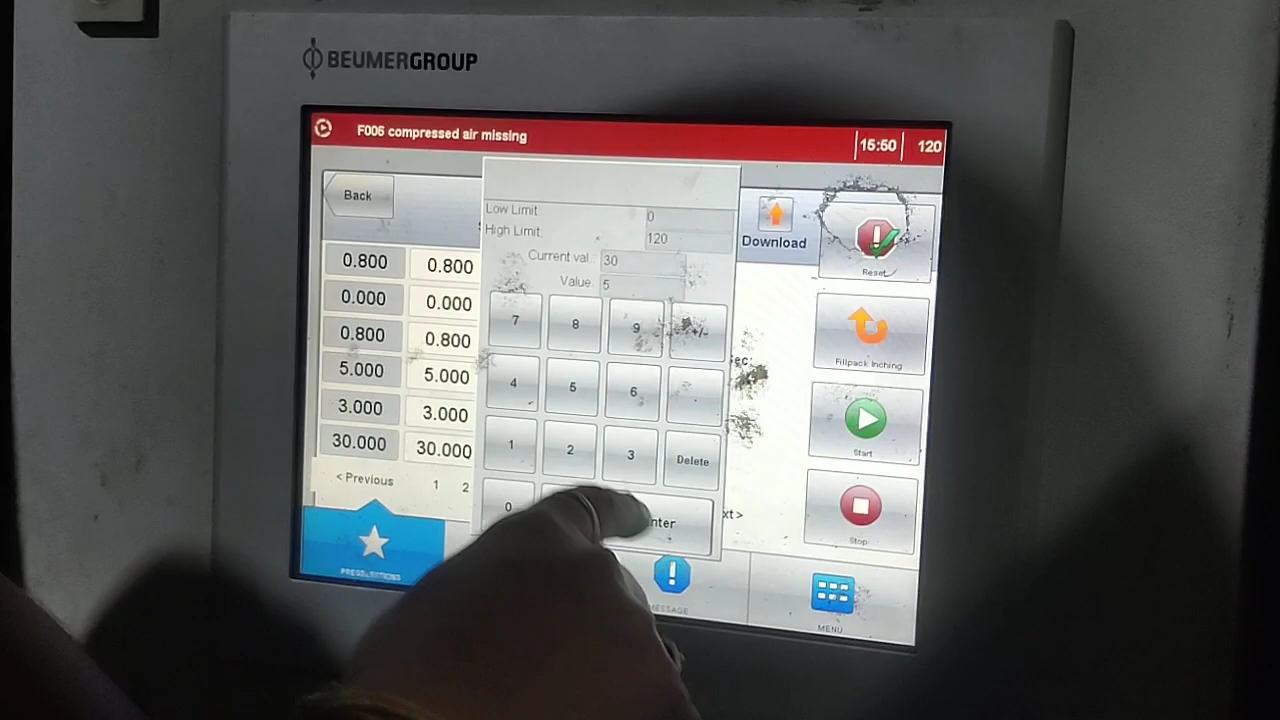 BEUMERGROUP
F006 compressed air missing
15:50
120
Back
Low Limit 0
High Limit: 120
Current val. 30
Value 5
Download
Reset
0.800 0.800
0.000 0.000
0.800 0.800
5.000 5.000
3.000 3.000
30.000 30.000
7 8 9 +/-
4 5 6 .
1 2 3 Delete
0
Fillpack Inching
Start
< Previous 1 2
xt >
Stop
MESSAGE
MENU